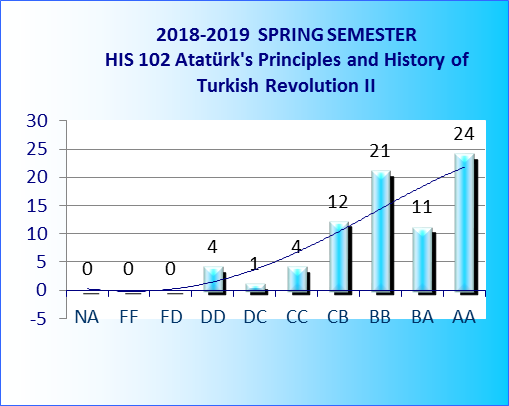 2018-2019 SPRING SEMESTER
HIS 102 Atatürk's Principles and History of
Turkish Revolution II
30
25
20
15
10
5
0
-5
0 0 0 4 1 4 12 21 11 24
NA FF FD DD DC CC CB BB BA AA